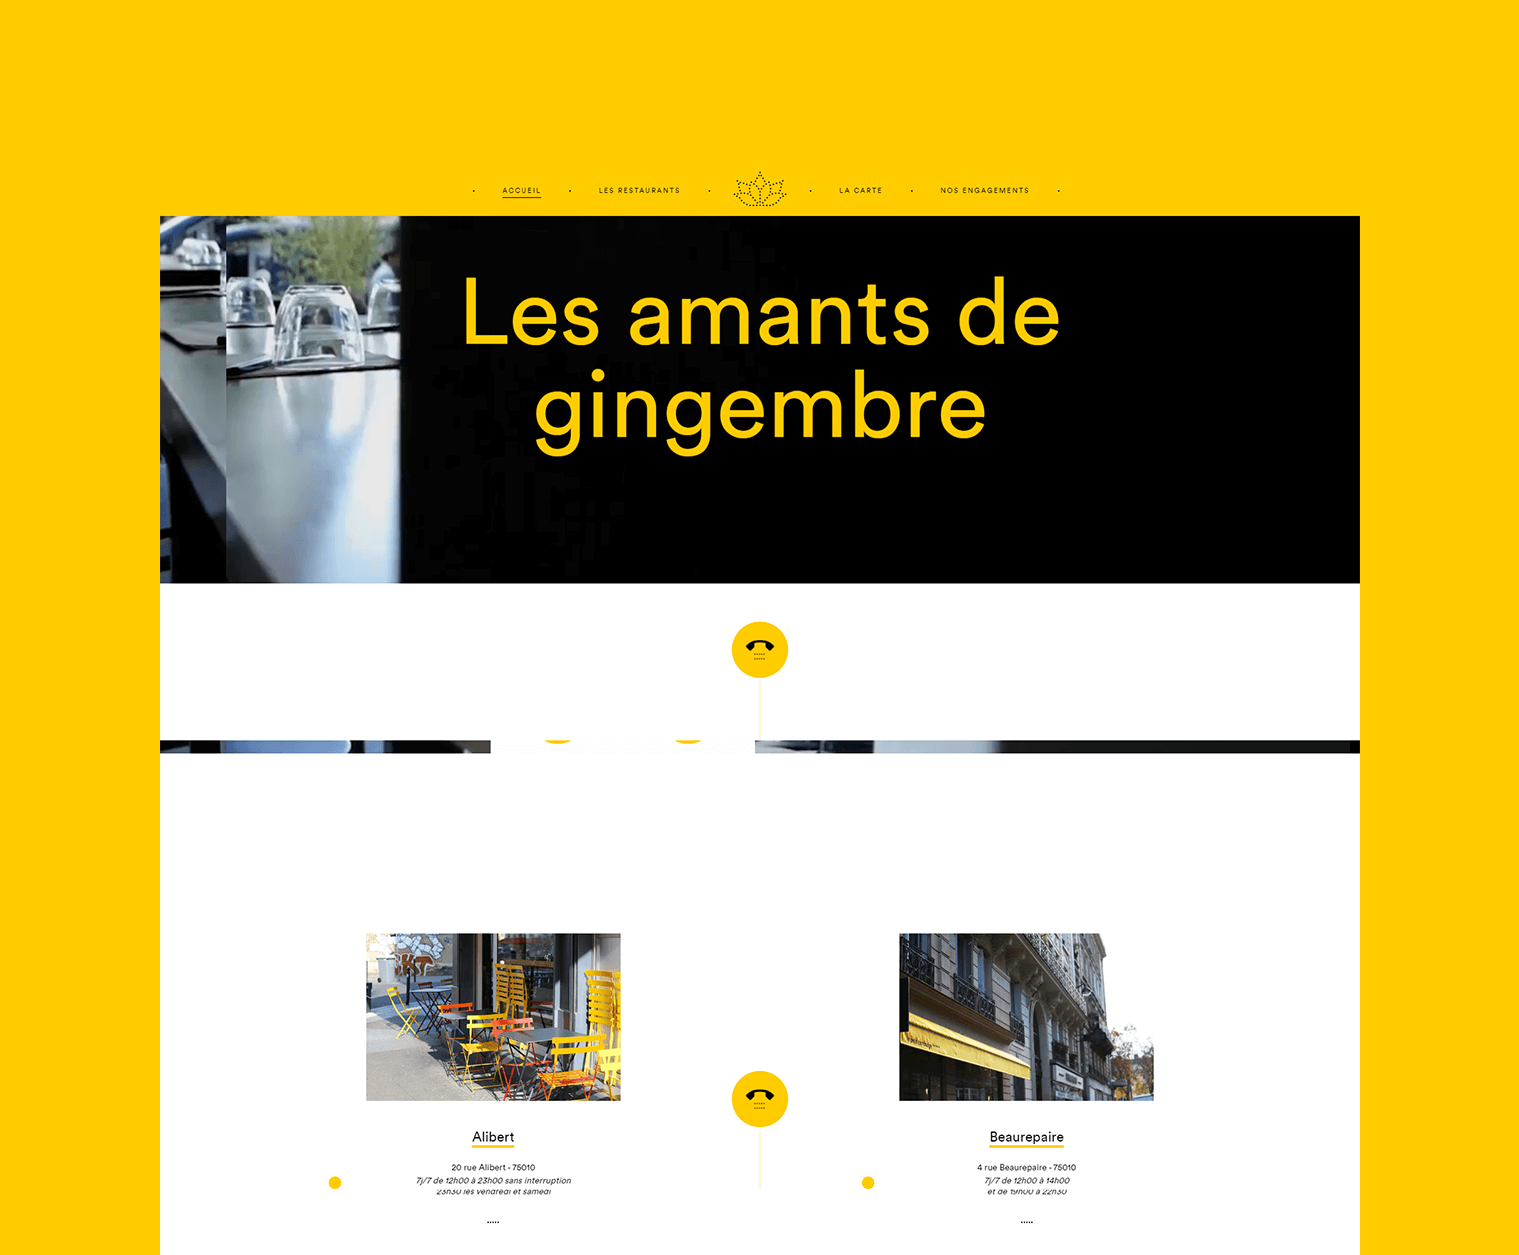 ACCUEIL
LES RESTAURANTS
LA CARTE
NOS ENGAGEMENTS
Les amants de
gingembre
Alibert
20 rue Alibert - 75010
7j/7 de 12h00 à 23h00 sans interruption
23h30 les vendredi et samedi
Beaurepaire
4 rue Beaurepaire - 75010
7j/7 de 12h00 à 14h00
et de 19h00 à 22h30